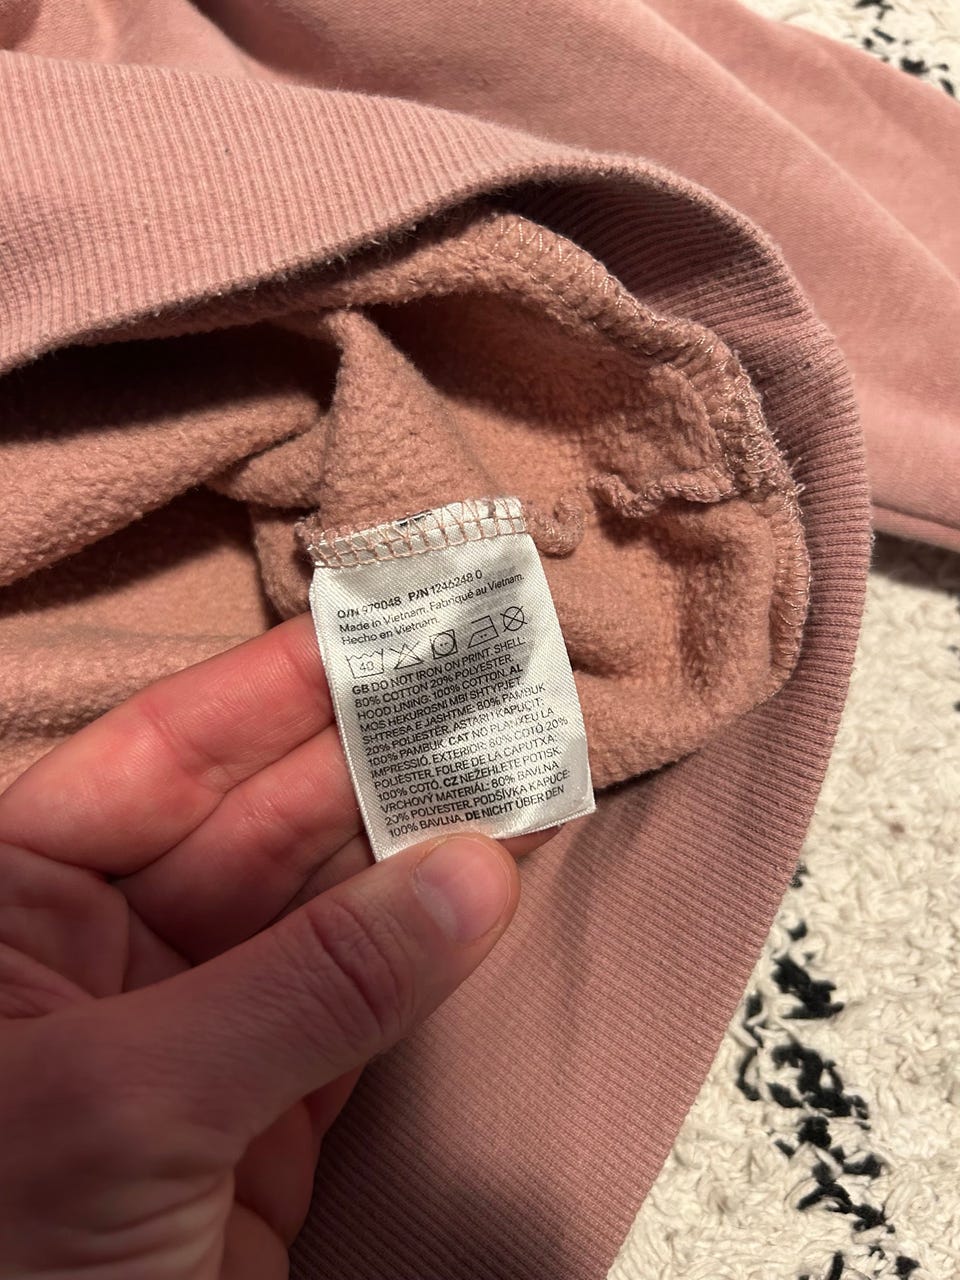 O/N 979048 P/N 1246248 0
Made in Vietnam. Fabriqué au Vietnam.
Hecho en Vietnam.
40
GB DO NOT IRON ON PRINT. SHELL:
80% COTTON 20% POLYESTER.
HOOD LINING: 100% COTTON. AL
MOS HEKUROSNI MBI SHTYPJET.
SHTRESA E JASHTME: 80% PAMBUK
20% POLIESTER. ASTARI I KAPUÇIT:
100% PAMBUK. CAT NO PLANXEU LA
IMPRESSIÓ. EXTERIOR: 80% COTÓ 20%
POLIÈSTER. FOLRE DE LA CAPUTXA:
100% COTÓ. CZ NEŽEHLETE POTISK.
VRCHOVÝ MATERIÁL: 80% BAVLNA
20% POLYESTER. PODŠÍVKA KAPUCE:
100% BAVLNA. DE NICHT ÜBER DEN